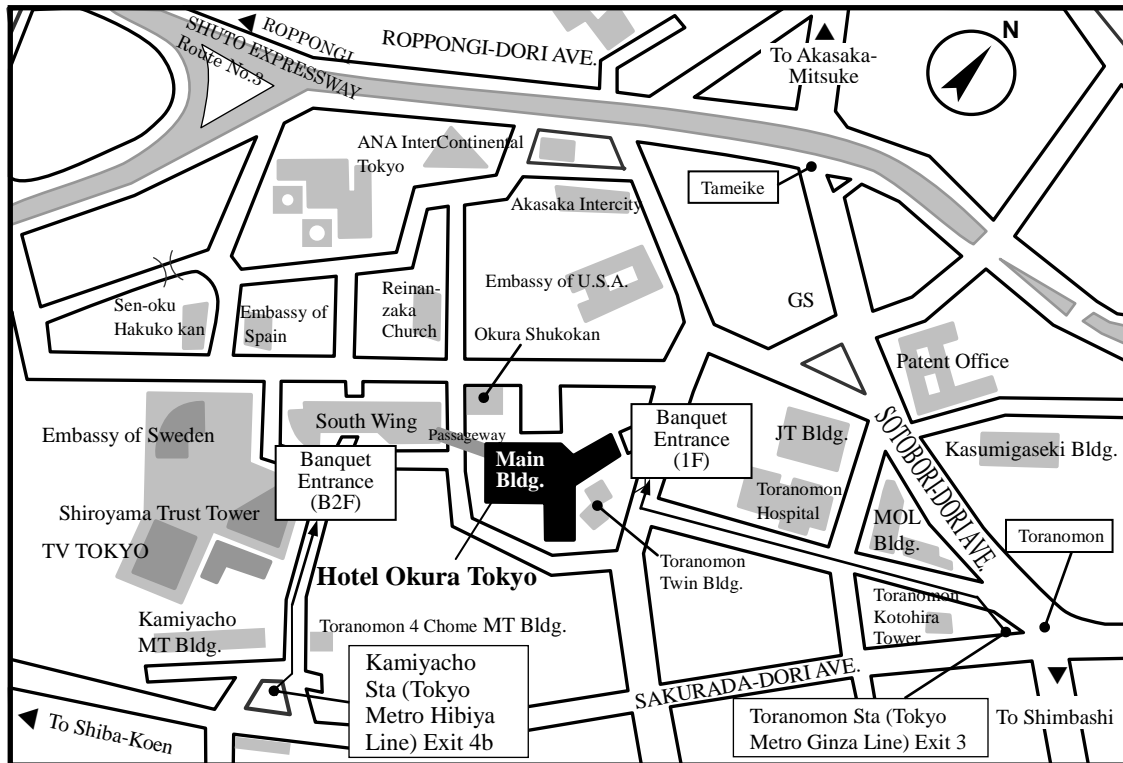 ROPPONGI
SHUTO EXPRESSWAY
Route No.3
ROPPONGI-DORI AVE.
To Akasaka-
Mitsuke
N
ANA InterContinental
Tokyo
Tameike
Akasaka Intercity
Embassy of U.S.A.
GS
Sen-oku
Hakuko kan
Embassy of
Spain
Reinan-
zaka
Church
Okura Shukokan
Patent Office
Embassy of Sweden
South Wing
Passageway
Banquet
Entrance
(B2F)
Main
Bldg.
Banquet
Entrance
(1F)
JT Bldg.
SOTOBORI-DORI AVE.
Kasumigaseki Bldg.
Shiroyama Trust Tower
TV TOKYO
Toranomon
Hospital
MOL
Bldg.
Toranomon
Hotel Okura Tokyo
Toranomon
Twin Bldg.
Kamiyacho
MT Bldg.
Toranomon 4 Chome MT Bldg.
Toranomon
Kotohira
Tower
Kamiyacho
Sta (Tokyo
Metro Hibiya
Line) Exit 4b
SAKURADA-DORI AVE.
Toranomon Sta (Tokyo
Metro Ginza Line) Exit 3
To Shimbashi
To Shiba-Koen